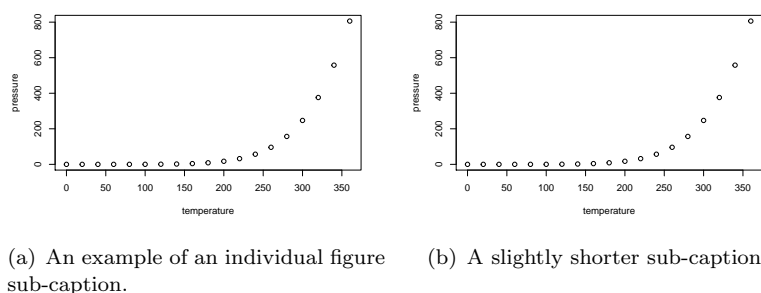 800
600
400
200
0
pressure
0 50 100 150 200 250 300 350
temperature
(a) An example of an individual figure
sub-caption.
800
600
400
200
0
pressure
0 50 100 150 200 250 300 350
temperature
(b) A slightly shorter sub-caption